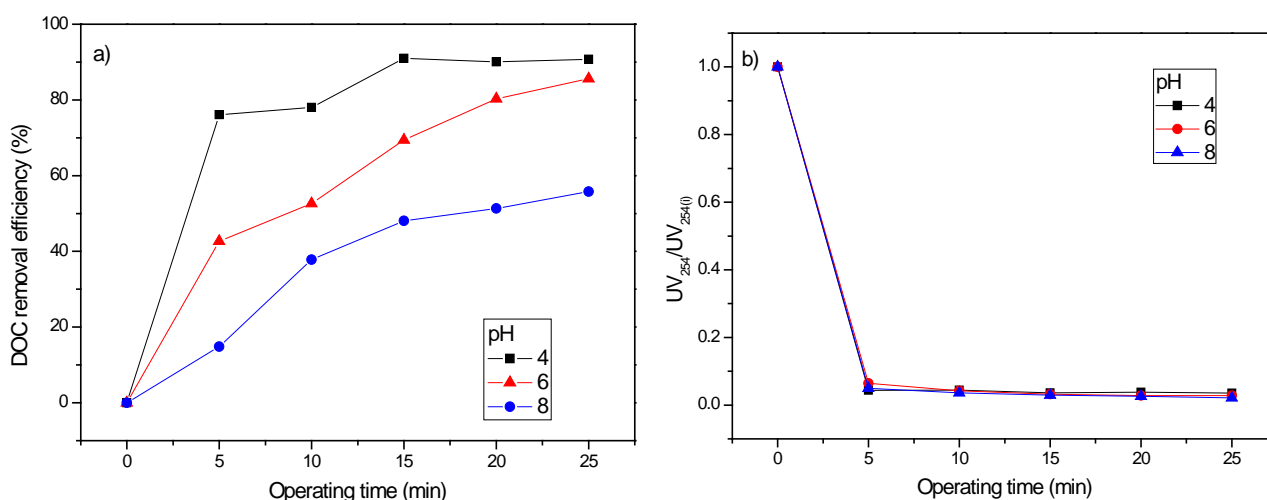 a)
DOC removal efficiency (%)
100
80
60
40
20
0
0 5 10 15 20 25
Operating time (min)
pH
4
6
8
b)
UV254/UV254(i)
1.0
0.8
0.6
0.4
0.2
0.0
0 5 10 15 20 25
Operating time (min)
pH
4
6
8